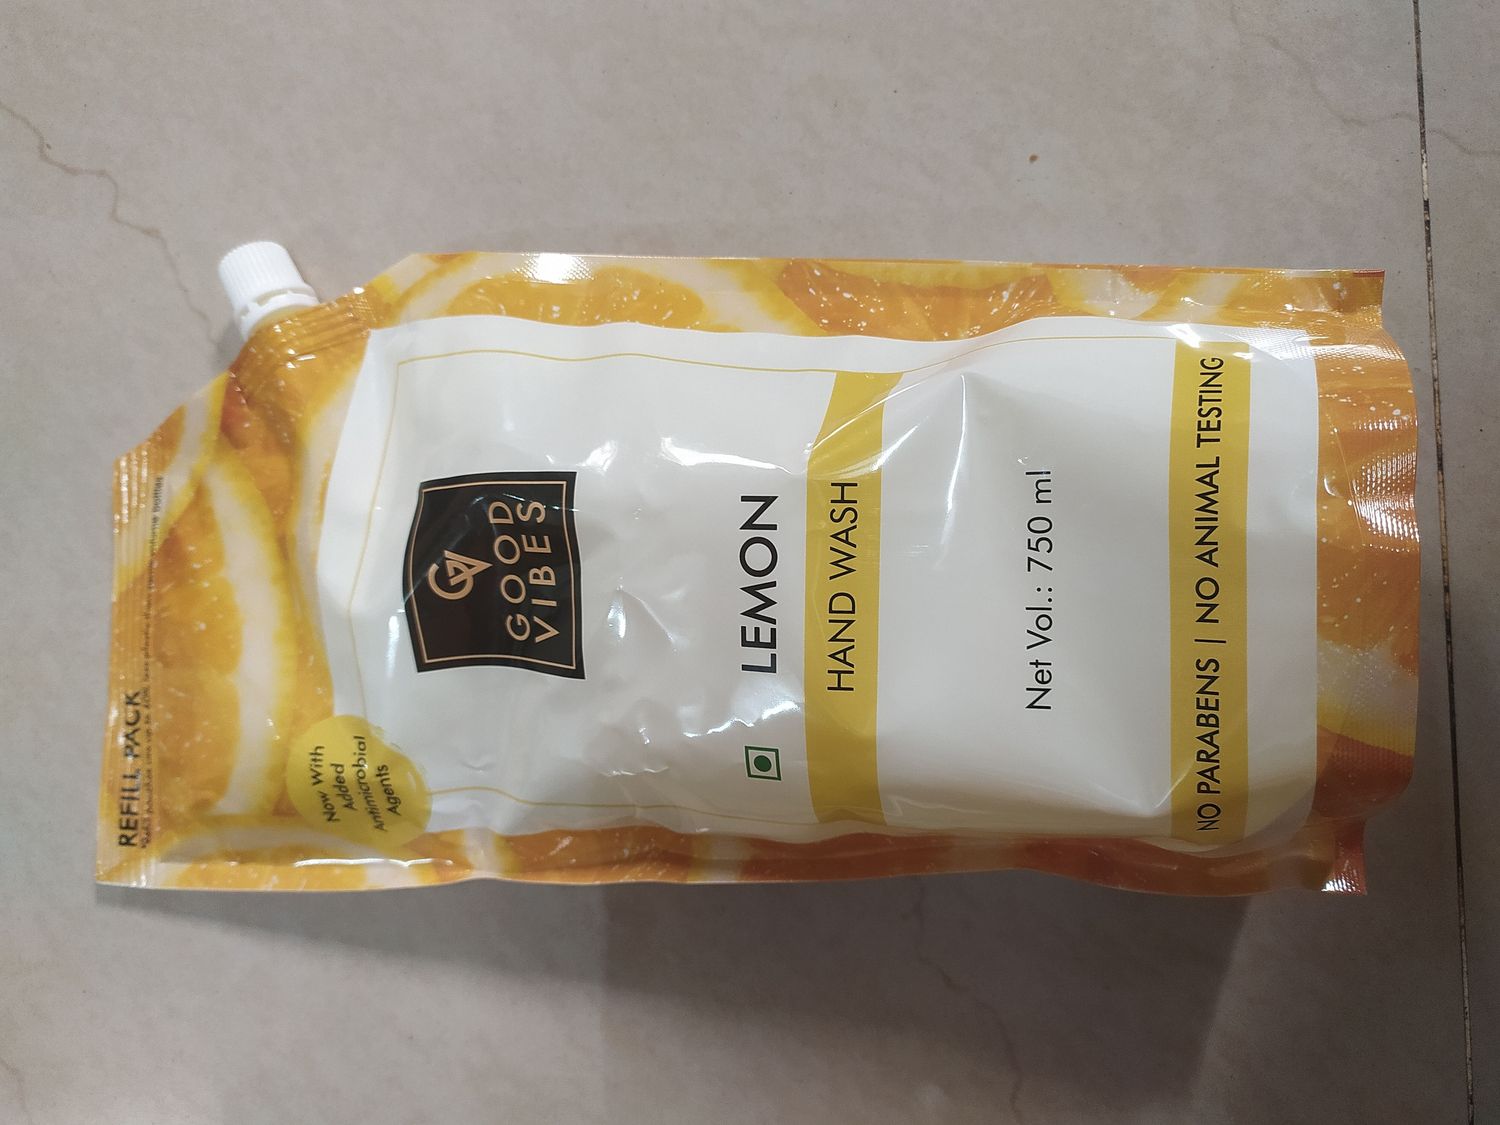 REFILL PACK
Now With
Added
Antimicrobial
Agents
GV
GOOD
VIBES
LEMON
HAND WASH
Net Vol.: 750 ml
NO PARABENS | NO ANIMAL TESTING